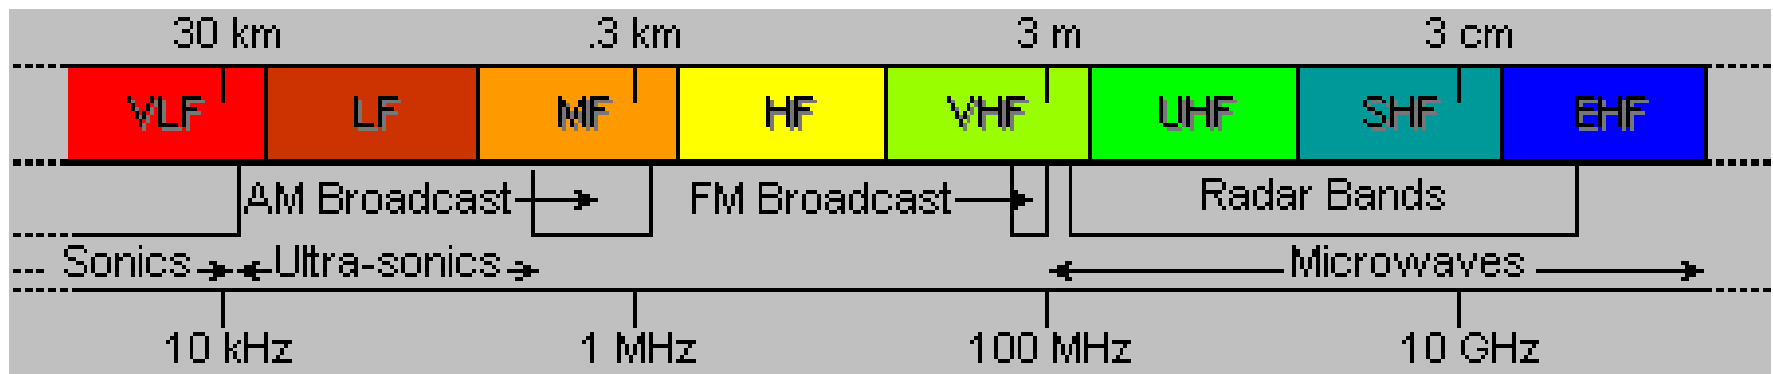 30 km .3 km 3 m 3 cm
VLF LF MF HF VHF UHF SHF EHF
AM Broadcast FM Broadcast Radar Bands
Sonics Ultra-sonics Microwaves
10 kHz 1 MHz 100 MHz 10 GHz